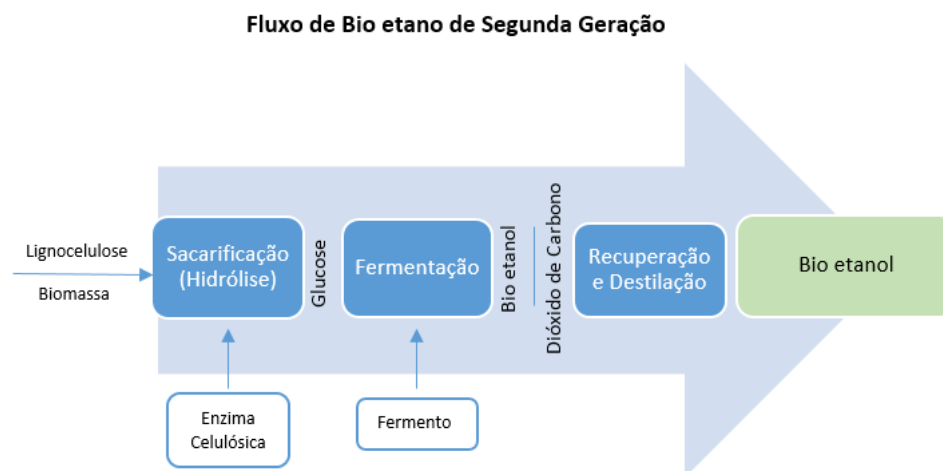 Fluxo de Bio etano de Segunda Geração
Lignocelulose
Biomassa
Sacarificação
(Hidrólise)
Glucose
Fermentação
Bio etanol
Dióxido de Carbono
Recuperação
e Destilação
Bio etanol
Enzima
Celulósica
Fermento